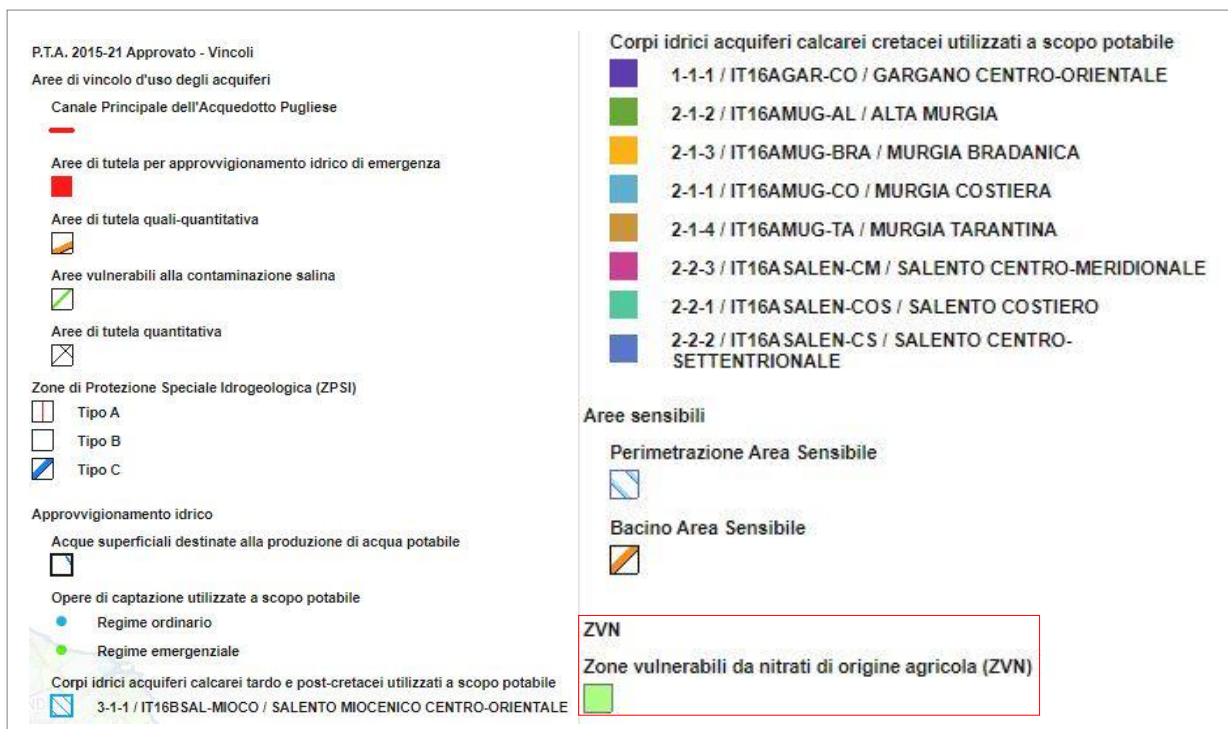 P.T.A. 2015-21 Approvato - Vincoli
Aree di vincolo d'uso degli acquiferi
Canale Principale dell'Acquedotto Pugliese
Aree di tutela per approvvigionamento idrico di emergenza
Aree di tutela quali-quantitativa
Aree vulnerabili alla contaminazione salina
Aree di tutela quantitativa
Zone di Protezione Speciale Idrogeologica (ZPSI)
Tipo A
Tipo B
Tipo C
Approvvigionamento idrico
Acque superficiali destinate alla produzione di acqua potabile
Opere di captazione utilizzate a scopo potabile
Regime ordinario
Regime emergenziale
Corpi idrici acquiferi calcarei tardo e post-cretacei utilizzati a scopo potabile
3-1-1 / IT16BSAL-MIOCO / SALENTO MIOCENICO CENTRO-ORIENTALE
Corpi idrici acquiferi calcarei cretacei utilizzati a scopo potabile
1-1-1 / IT16AGAR-CO / GARGANO CENTRO-ORIENTALE
2-1-2 / IT16AMUG-AL / ALTA MURGIA
2-1-3 / IT16AMUG-BRA / MURGIA BRADANICA
2-1-1 / IT16AMUG-CO / MURGIA COSTIERA
2-1-4 / IT16AMUG-TA / MURGIA TARANTINA
2-2-3 / IT16ASALEN-CM / SALENTO CENTRO-MERIDIONALE
2-2-1 / IT16ASALEN-COS / SALENTO COSTIERO
2-2-2 / IT16ASALEN-CS / SALENTO CENTRO-
SETTENTRIONALE
Aree sensibili
Perimetrazione Area Sensibile
Bacino Area Sensibile
ZVN
Zone vulnerabili da nitrati di origine agricola (ZVN)